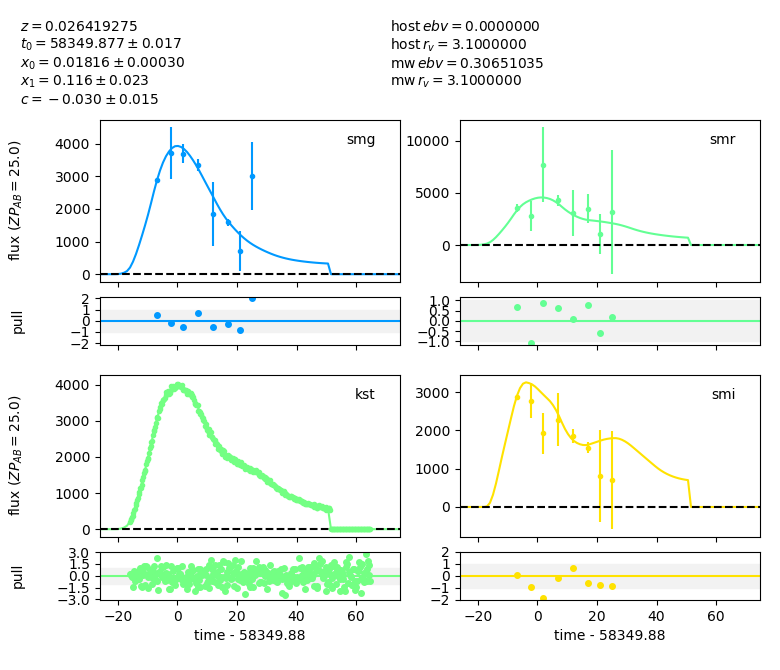 z = 0.026419275
t₀ = 58349.877 ± 0.017
x₀ = 0.01816 ± 0.00030
x₁ = 0.116 ± 0.023
c = −0.030 ± 0.015
host ebv = 0.0000000
host r_v = 3.1000000
mw ebv = 0.30651035
mw r_v = 3.1000000
smg
flux (ZP_AB = 25.0)
4000
3000
2000
1000
0
smr
10000
5000
0
pull
2
1
0
−1
−2
1.0
0.5
0.0
−0.5
−1.0
kst
flux (ZP_AB = 25.0)
4000
3000
2000
1000
0
smi
3000
2000
1000
0
pull
3.0
1.5
0.0
−1.5
−3.0
−20 0 20 40 60
time - 58349.88
2
1
0
−1
−2
−20 0 20 40 60
time - 58349.88